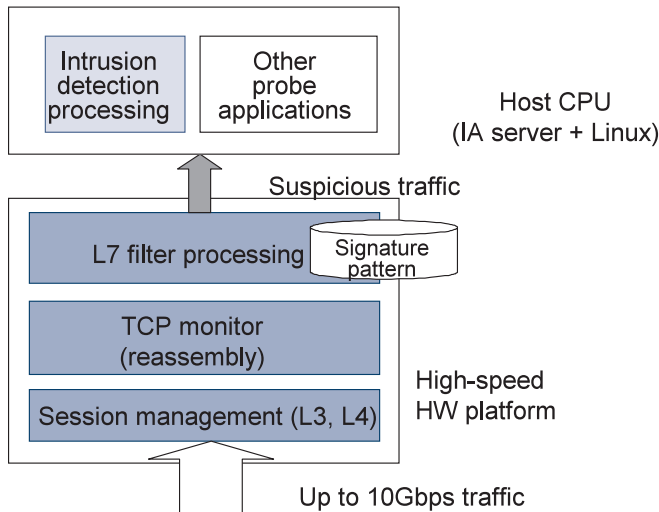 Intrusion
detection
processing
Other
probe
applications
Host CPU
(IA server + Linux)
Suspicious traffic
L7 filter processing
Signature
pattern
TCP monitor
(reassembly)
Session management (L3, L4)
High-speed
HW platform
Up to 10Gbps traffic